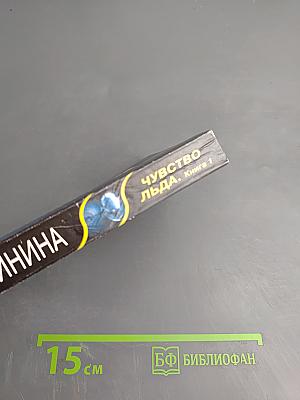 ИНИНА
ЧУВСТВО
ЛЬДА. Книга 1
15 см
БФ БИБЛИОФАН